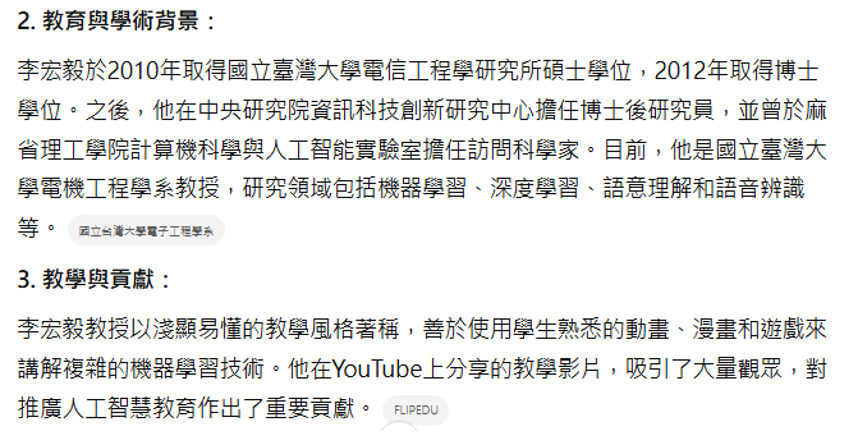 2. 教育與學術背景：
李宏毅於2010年取得國立臺灣大學電信工程學研究所碩士學位，2012年取得博士
學位。之後，他在中央研究院資訊科技創新研究中心擔任博士後研究員，並曾於麻
省理工學院計算機科學與人工智能實驗室擔任訪問科學家。目前，他是國立臺灣大
學電機工程學系教授，研究領域包括機器學習、深度學習、語意理解和語音辨識
等。 國立台灣大學電子工程學系
3. 教學與貢獻：
李宏毅教授以淺顯易懂的教學風格著稱，善於使用學生熟悉的動畫、漫畫和遊戲來
講解複雜的機器學習技術。他在YouTube上分享的教學影片，吸引了大量觀眾，對
推廣人工智慧教育作出了重要貢獻。 FLIPEDU